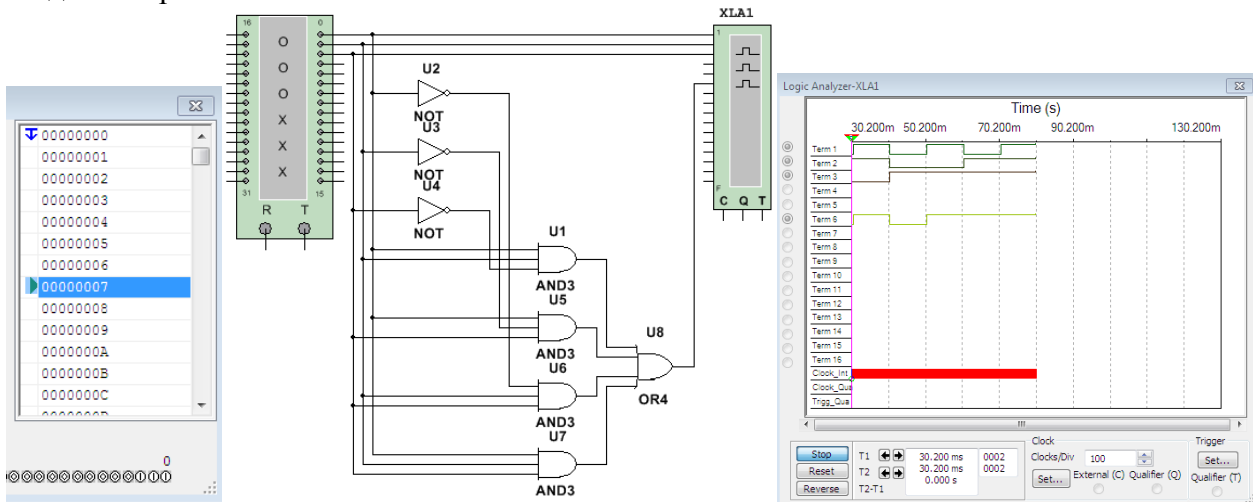 00000000
00000001
00000002
00000003
00000004
00000005
00000006
00000007
00000008
00000009
0000000A
0000000B
0000000C
0
16
0
O
O
O
X
X
X
31
15
R T
U2
NOT
U3
NOT
U4
NOT
U1
AND3
U5
AND3
U6
AND3
U7
AND3
U8
OR4
XLA1
1
F
C Q T
Logic Analyzer-XLA1
Time (s)
30.200m 50.200m 70.200m 90.200m 130.200m
Term 1
Term 2
Term 3
Term 4
Term 5
Term 6
Term 7
Term 8
Term 9
Term 10
Term 11
Term 12
Term 13
Term 14
Term 15
Term 16
Clock_Int
Clock_Qua
Trigg_Qua
Stop
Reset
Reverse
T1 30.200 ms 0002
T2 30.200 ms 0002
T2-T1 0.000 s
Clock
Clocks/Div 100
Set... External (C) Qualifier (Q)
Trigger
Set...
Qualifier (T)